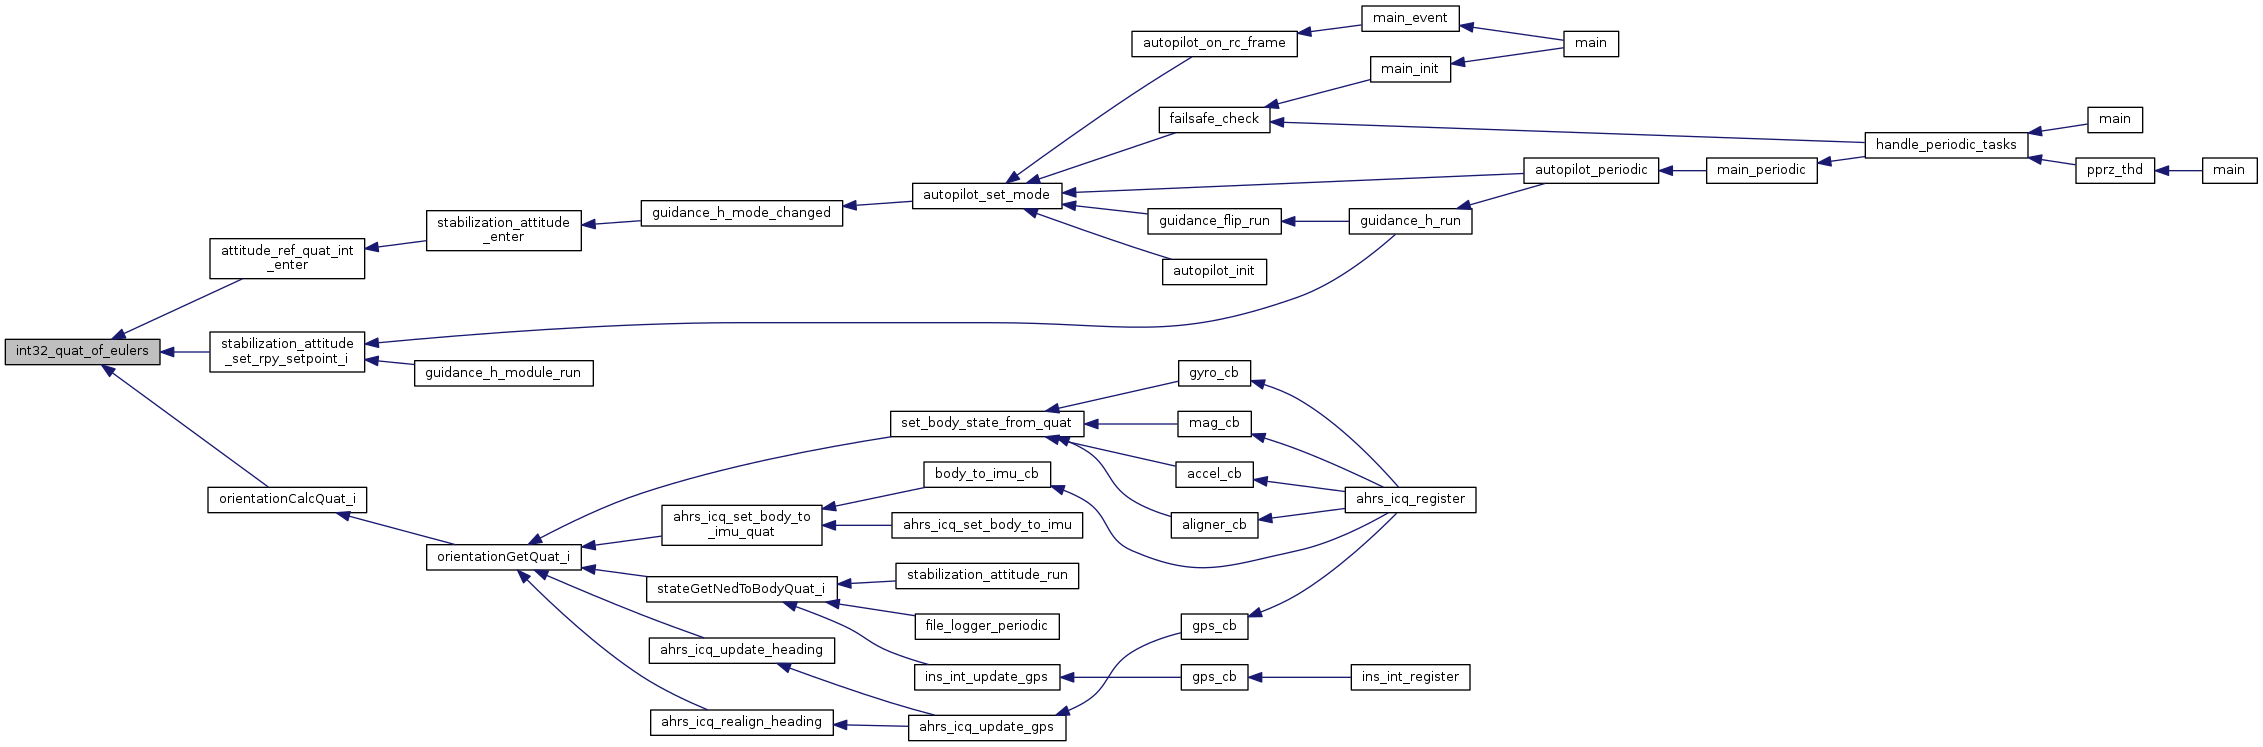 main_event
autopilot_on_rc_frame
main
main_init
failsafe_check
main
handle_periodic_tasks
autopilot_periodic
main_periodic
pprz_thd
main
autopilot_set_mode
guidance_h_mode_changed
stabilization_attitude
_enter
guidance_flip_run
guidance_h_run
attitude_ref_quat_int
_enter
autopilot_init
int32_quat_of_eulers
stabilization_attitude
_set_rpy_setpoint_i
guidance_h_module_run
gyro_cb
set_body_state_from_quat
mag_cb
body_to_imu_cb
accel_cb
orientationCalcQuat_i
ahrs_icq_register
ahrs_icq_set_body_to
_imu_quat
ahrs_icq_set_body_to_imu
aligner_cb
orientationGetQuat_i
stateGetNedToBodyQuat_i
stabilization_attitude_run
file_logger_periodic
gps_cb
ahrs_icq_update_heading
ins_int_update_gps
gps_cb
ins_int_register
ahrs_icq_realign_heading
ahrs_icq_update_gps